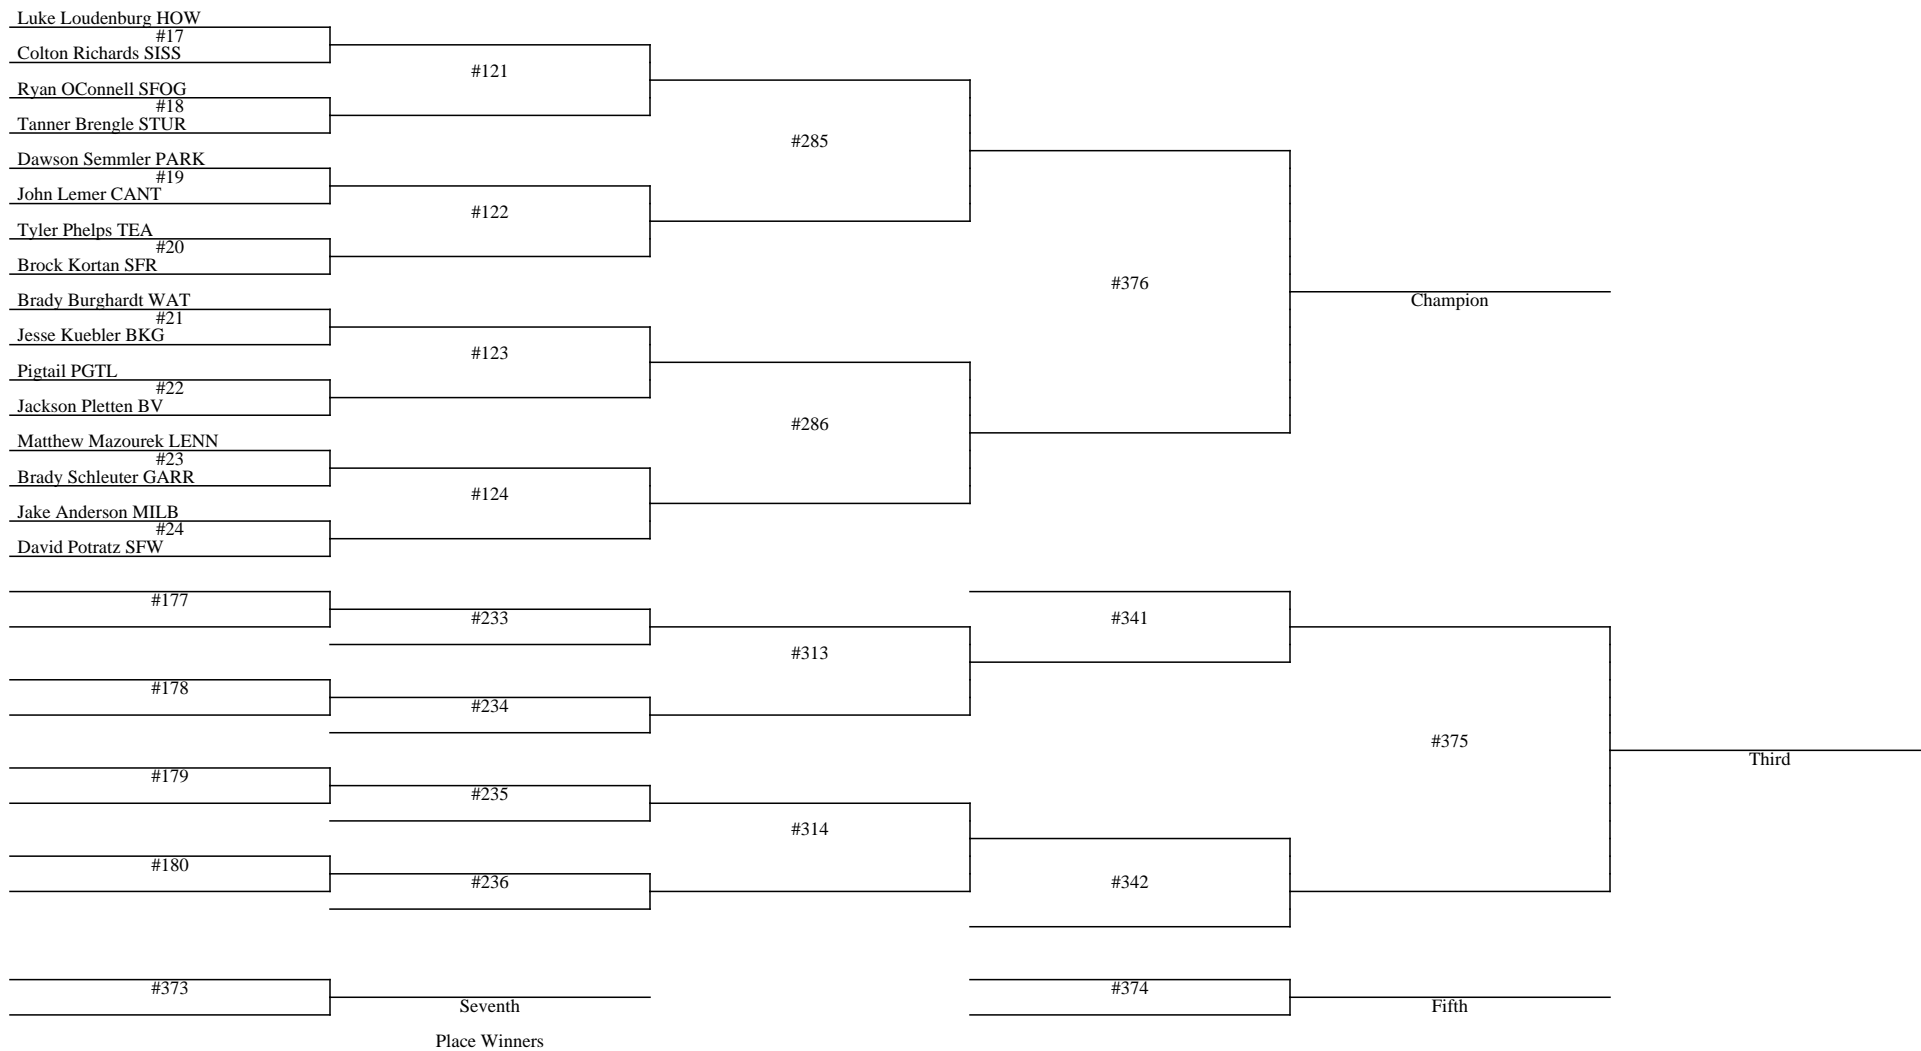 Luke Loudenburg HOW
#17
Colton Richards SISS
#121
Ryan OConnell SFOG
#18
Tanner Brengle STUR
#285
Dawson Semmler PARK
#19
John Lemer CANT
#122
Tyler Phelps TEA
#20
Brock Kortan SFR
#376
Champion
Brady Burghardt WAT
#21
Jesse Kuebler BKG
#123
Pigtail PGTL
#22
Jackson Pletten BV
#286
Matthew Mazourek LENN
#23
Brady Schleuter GARR
#124
Jake Anderson MILB
#24
David Potratz SFW
#177
#233
#341
#313
#178
#234
#375
Third
#179
#235
#314
#180
#236
#342
#373
Seventh
#374
Fifth
Place Winners